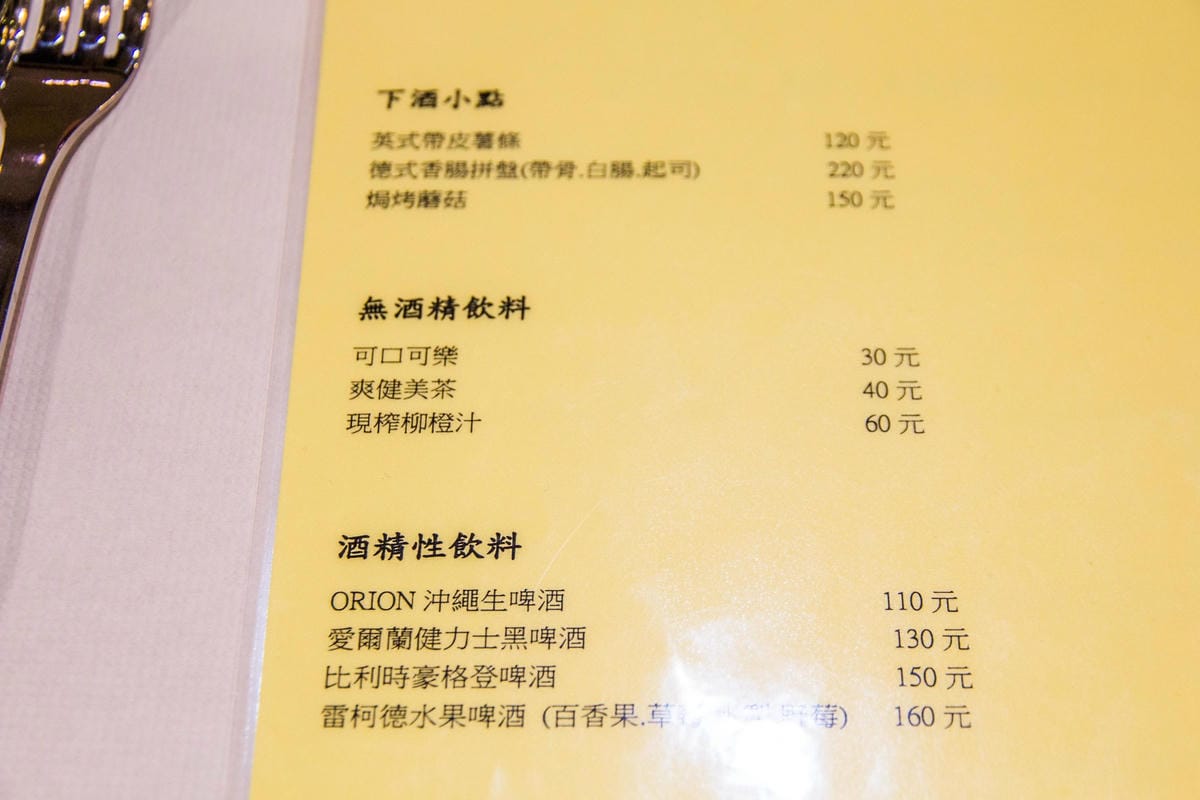 下酒小點
英式帶皮薯條 120 元
德式香腸拼盤(帶骨.白腸.起司) 220 元
焗烤蘑菇 150 元
無酒精飲料
可口可樂 30 元
爽健美茶 40 元
現榨柳橙汁 60 元
酒精性飲料
ORION 沖繩生啤酒 110 元
愛爾蘭健力士黑啤酒 130 元
比利時豪格登啤酒 150 元
雷柯德水果啤酒 (百香果.草 野莓) 160 元